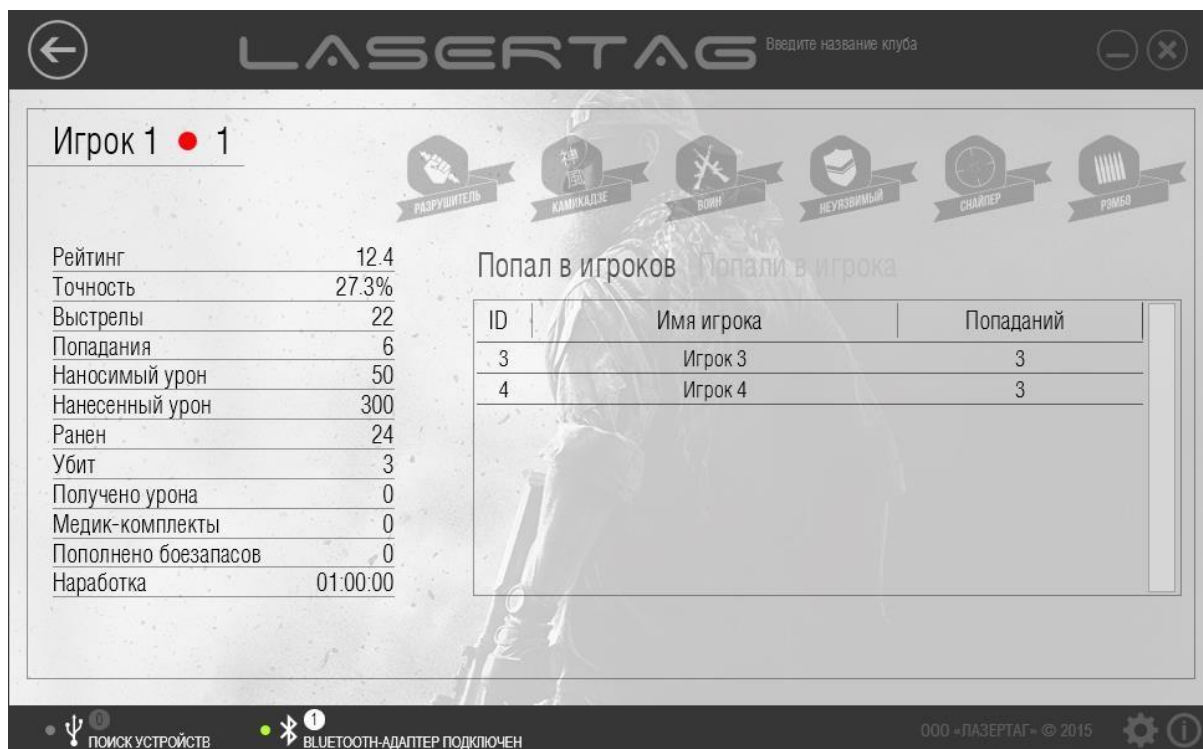 LASERTAG Введите название клуба
Игрок 1 1
РАЗРУШИТЕЛЬ КАМИКАДЗЕ ВОИН НЕУЯЗВИМЫЙ СНАЙПЕР РЭМБО
神風
Рейтинг 12.4
Точность 27.3%
Выстрелы 22
Попадания 6
Наносимый урон 50
Нанесенный урон 300
Ранен 24
Убит 3
Получено урона 0
Медик-комплекты 0
Пополнено боезапасов 0
Наработка 01:00:00
Попал в игроков Попали в игрока
ID Имя игрока Попаданий
3 Игрок 3 3
4 Игрок 4 3
0 ПОИСК УСТРОЙСТВ 1 BLUETOOTH-АДАПТЕР ПОДКЛЮЧЕН ООО «ЛАЗЕРТАГ» © 2015